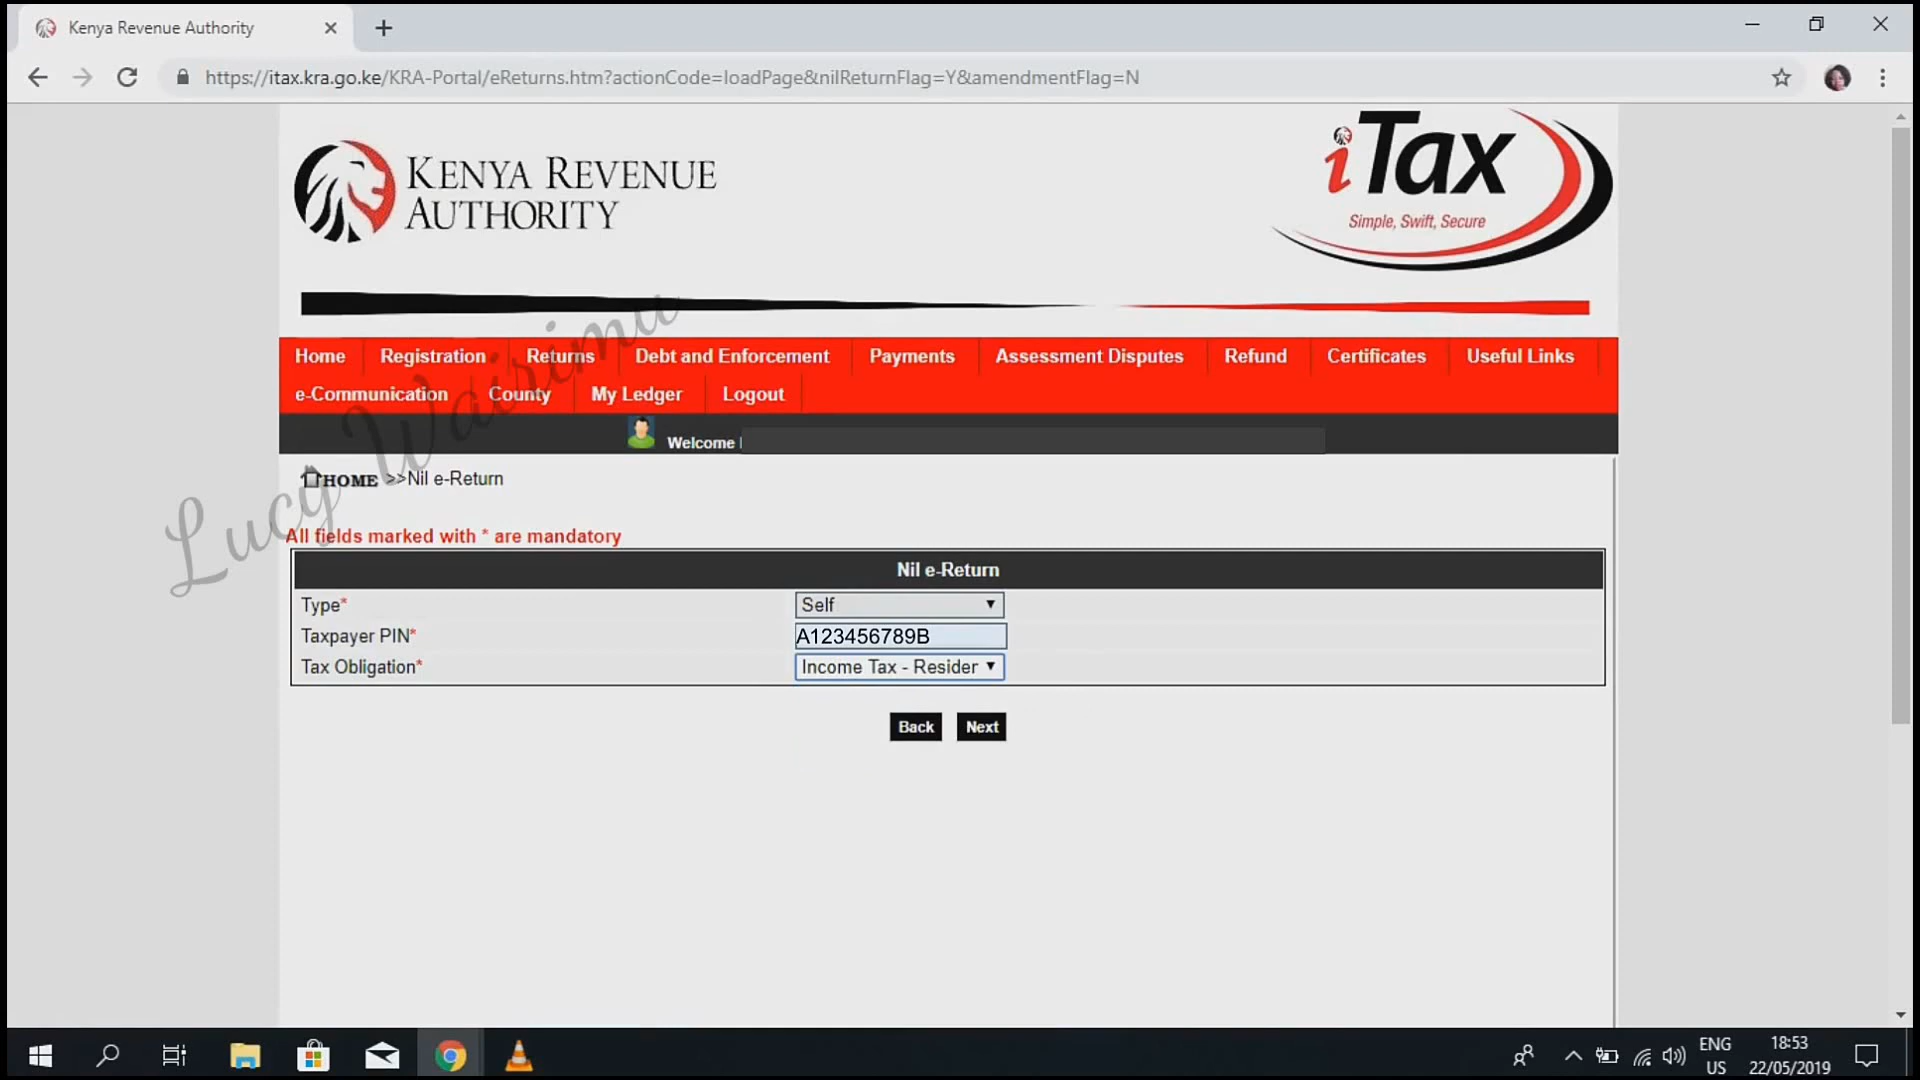 Kenya Revenue Authority
https://itax.kra.go.ke/KRA-Portal/eReturns.htm?actionCode=loadPage&nilReturnFlag=Y&amendmentFlag=N
KENYA REVENUE
AUTHORITY
iTax
Simple, Swift, Secure
Home Registration Returns Debt and Enforcement Payments Assessment Disputes Refund Certificates Useful Links
e-Communication County My Ledger Logout
Welcome
HOME >>Nil e-Return
Lucy Wairimu
All fields marked with * are mandatory
Nil e-Return
Type* Self
Taxpayer PIN* A123456789B
Tax Obligation* Income Tax - Resider
Back Next
ENG
US
18:53
22/05/2019